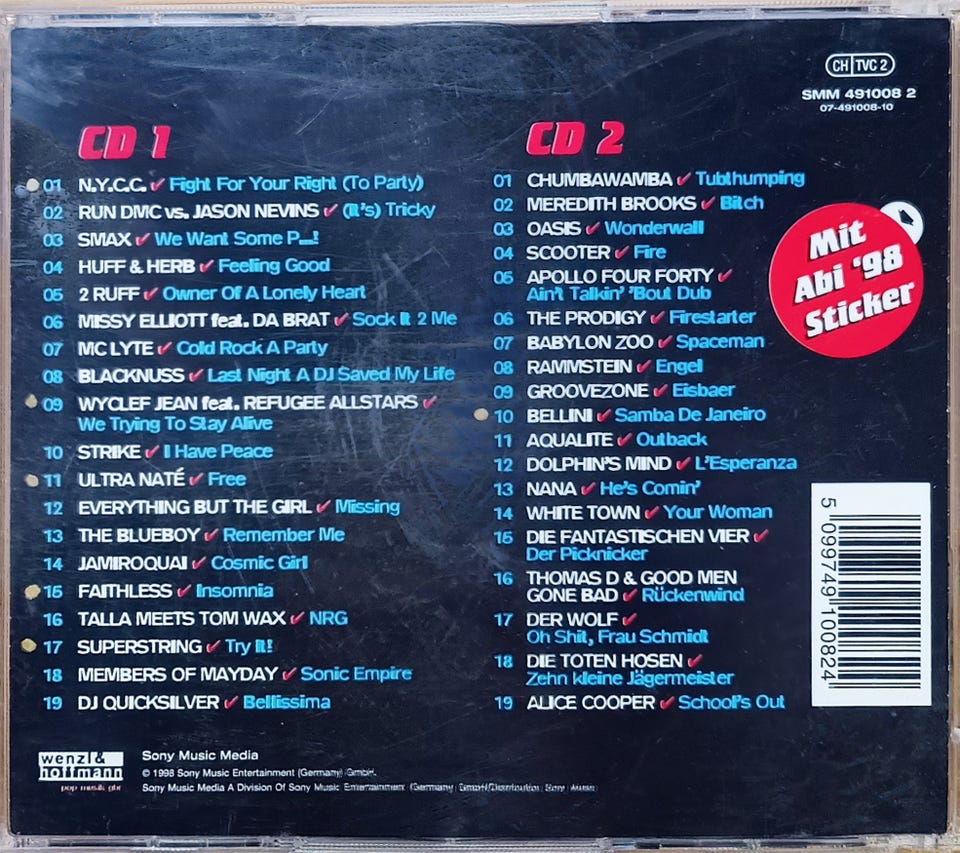 CH TVC 2
SMM 491008 2
07-491008-10
CD 1
01 N.Y.C.C. ✓ Fight For Your Right (To Party)
02 RUN DMC vs. JASON NEVINS ✓ (It's) Tricky
03 SMAX ✓ We Want Some P...!
04 HUFF & HERB ✓ Feeling Good
05 2 RUFF ✓ Owner Of A Lonely Heart
06 MISSY ELLIOTT feat. DA BRAT ✓ Sock It 2 Me
07 MC LYTE ✓ Cold Rock A Party
08 BLACKNUSS ✓ Last Night A DJ Saved My Life
09 WYCLEF JEAN feat. REFUGEE ALLSTARS ✓
We Trying To Stay Alive
10 STRIKE ✓ I Have Peace
11 ULTRA NATÉ ✓ Free
12 EVERYTHING BUT THE GIRL ✓ Missing
13 THE BLUEBOY ✓ Remember Me
14 JAMIROQUAI ✓ Cosmic Girl
15 FAITHLESS ✓ Insomnia
16 TALLA MEETS TOM WAX ✓ NRG
17 SUPERSTRING ✓ Try It!
18 MEMBERS OF MAYDAY ✓ Sonic Empire
19 DJ QUICKSILVER ✓ Bellissima
CD 2
01 CHUMBAWAMBA ✓ Tubthumping
02 MEREDITH BROOKS ✓ Bitch
03 OASIS ✓ Wonderwall
04 SCOOTER ✓ Fire
05 APOLLO FOUR FORTY ✓
Ain't Talkin' 'Bout Dub
06 THE PRODIGY ✓ Firestarter
07 BABYLON ZOO ✓ Spaceman
08 RAMMSTEIN ✓ Engel
09 GROOVEZONE ✓ Eisbaer
10 BELLINI ✓ Samba De Janeiro
11 AQUALITE ✓ Outback
12 DOLPHIN'S MIND ✓ L'Esperanza
13 NANA ✓ He's Comin'
14 WHITE TOWN ✓ Your Woman
15 DIE FANTASTISCHEN VIER ✓
Der Picknicker
16 THOMAS D & GOOD MEN
GONE BAD ✓ Rückenwind
17 DER WOLF ✓
Oh Shit, Frau Schmidt
18 DIE TOTEN HOSEN ✓
Zehn kleine Jägermeister
19 ALICE COOPER ✓ School's Out
Mit
Abi '98
Sticker
5 099749 100824
wenzl &
hoffmann
pop musik gbr
Sony Music Media
© 1998 Sony Music Entertainment (Germany) GmbH.
Sony Music Media A Division Of Sony Music Entertainment (Germany) GmbH/Distribution Sony Music